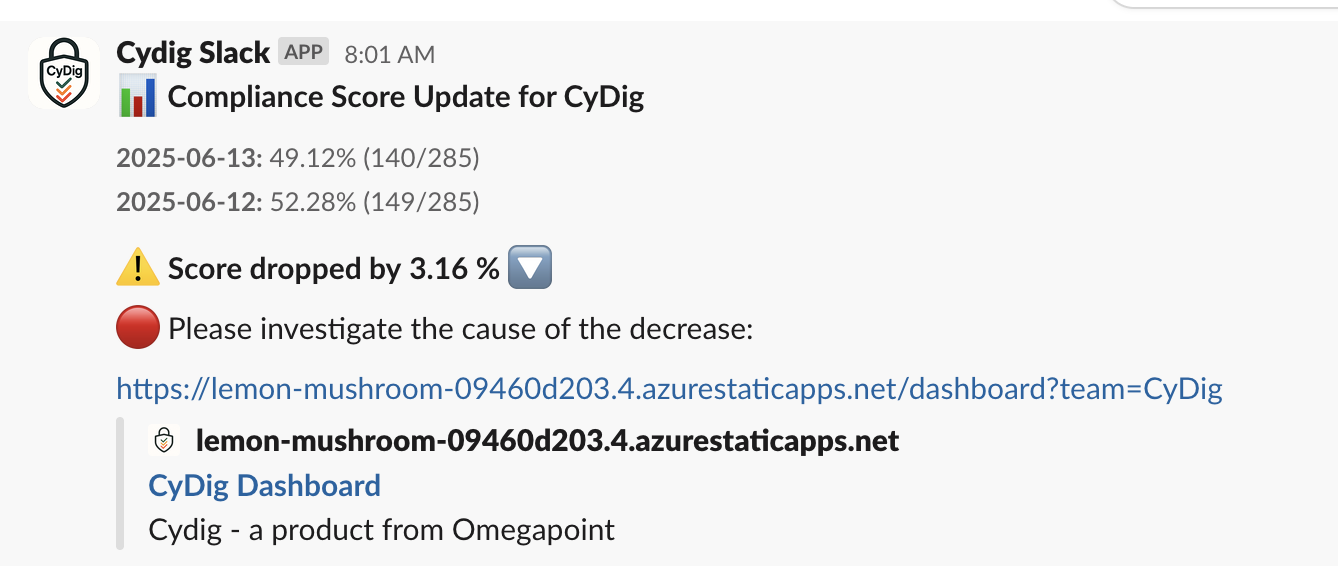 Cydig Slack APP 8:01 AM
CyDig
📊 Compliance Score Update for CyDig
2025-06-13: 49.12% (140/285)
2025-06-12: 52.28% (149/285)
⚠️ Score dropped by 3.16 % 🔽
🔴 Please investigate the cause of the decrease:
https://lemon-mushroom-09460d203.4.azurestaticapps.net/dashboard?team=CyDig
lemon-mushroom-09460d203.4.azurestaticapps.net
CyDig Dashboard
Cydig - a product from Omegapoint